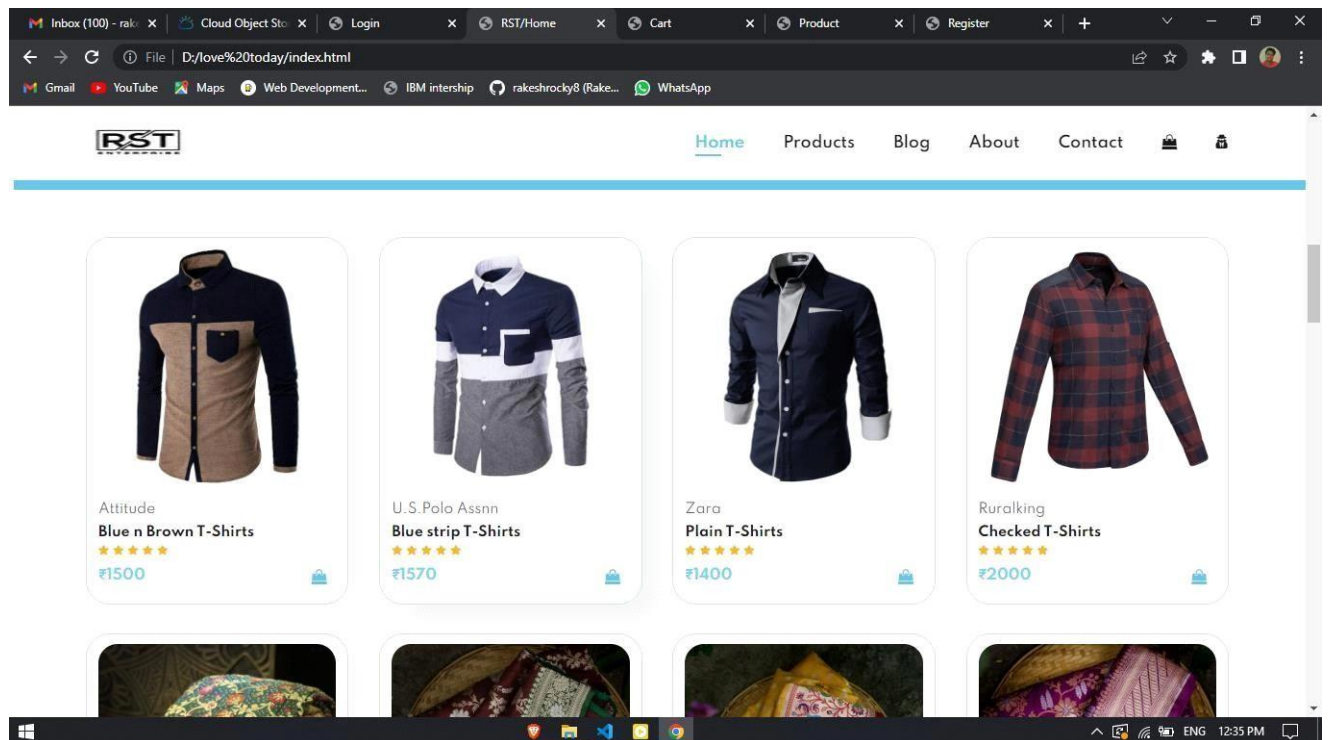 Inbox (100) - rak
Cloud Object Sto
Login
RST/Home
Cart
Product
Register
File D:/love%20today/index.html
Gmail YouTube Maps Web Development... IBM intership rakeshrocky8 (Rake... WhatsApp
RST
ENTERPRISE
Home Products Blog About Contact
Attitude
Blue n Brown T-Shirts
₹1500
U.S.Polo Assnn
Blue strip T-Shirts
₹1570
Zara
Plain T-Shirts
₹1400
Ruralking
Checked T-Shirts
₹2000
ENG 12:35 PM